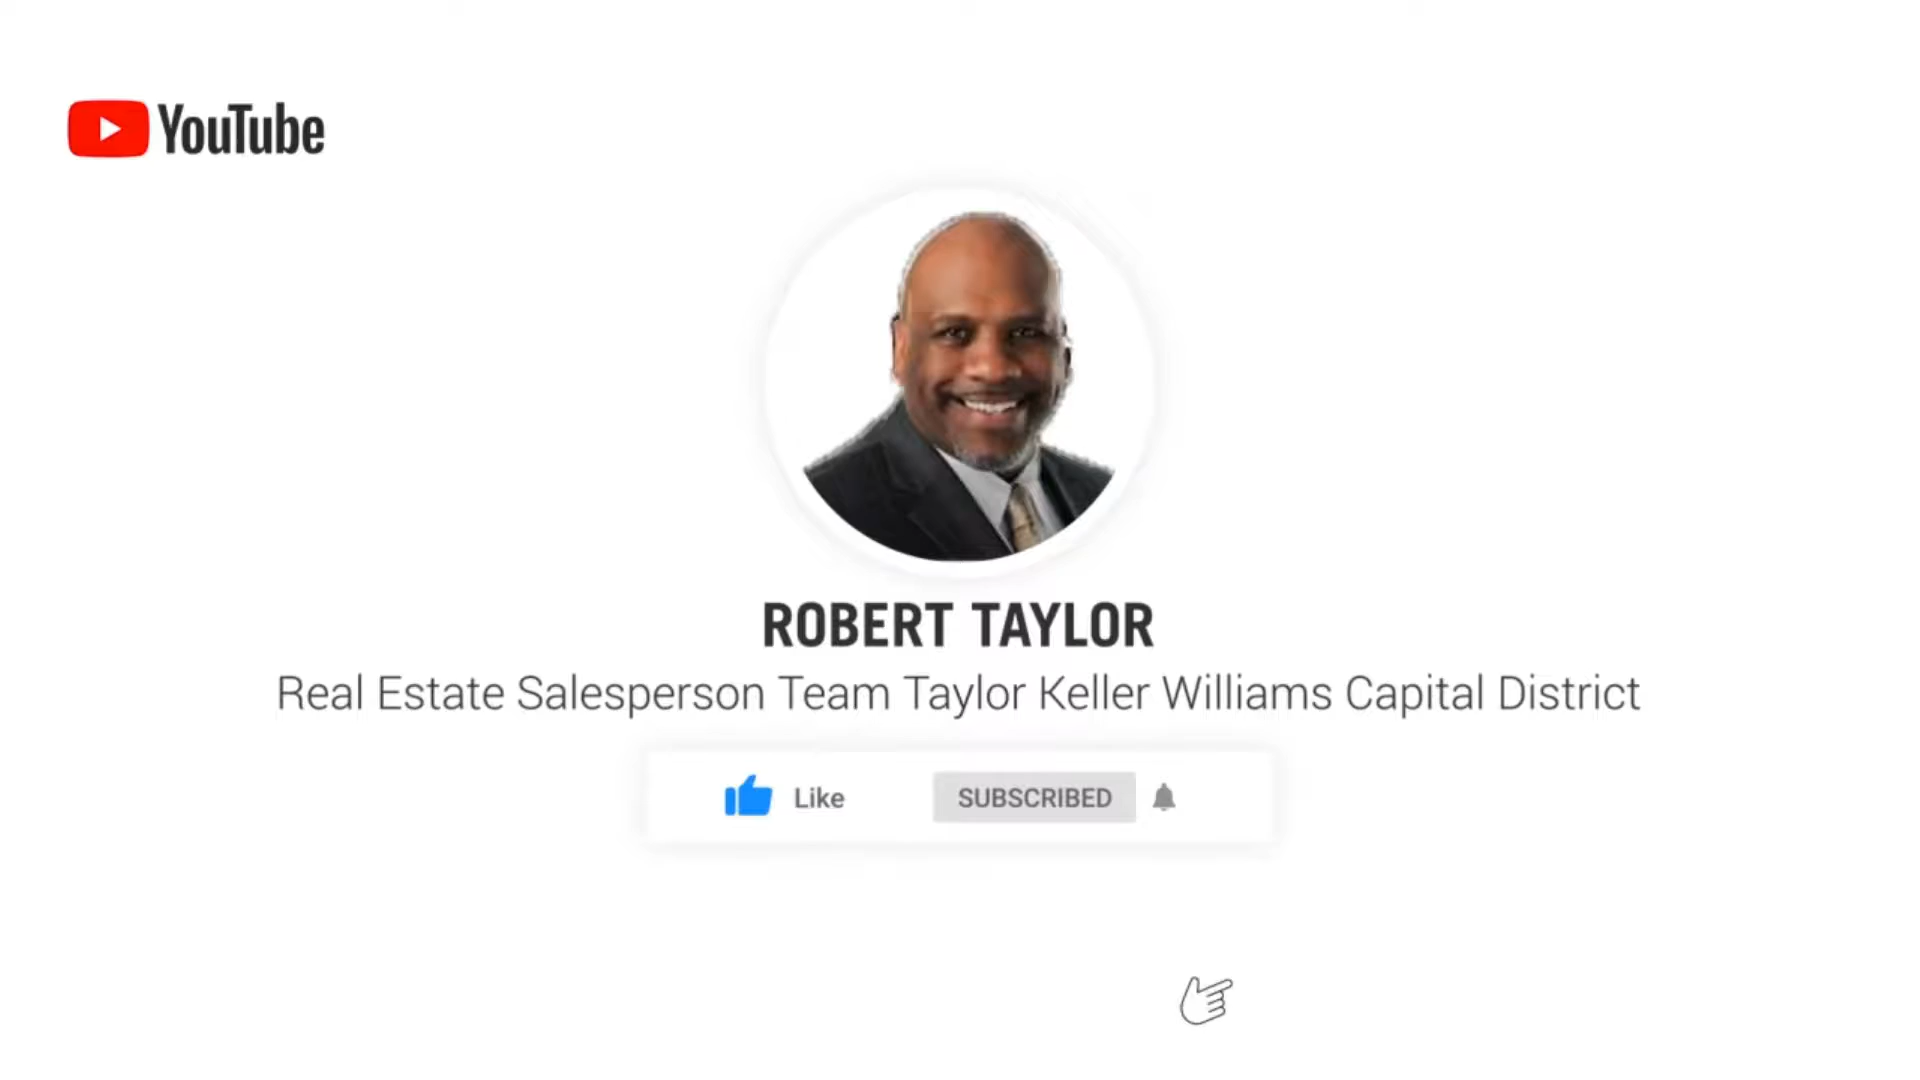 YouTube
ROBERT TAYLOR
Real Estate Salesperson Team Taylor Keller Williams Capital District
Like
SUBSCRIBED